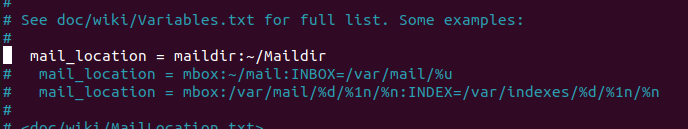 #
# See doc/wiki/Variables.txt for full list. Some examples:
#
   mail_location = maildir:~/Maildir
#   mail_location = mbox:~/mail:INBOX=/var/mail/%u
#   mail_location = mbox:/var/mail/%d/%1n/%n:INDEX=/var/indexes/%d/%1n/%n
#
# <doc/wiki/MailLocation.txt>